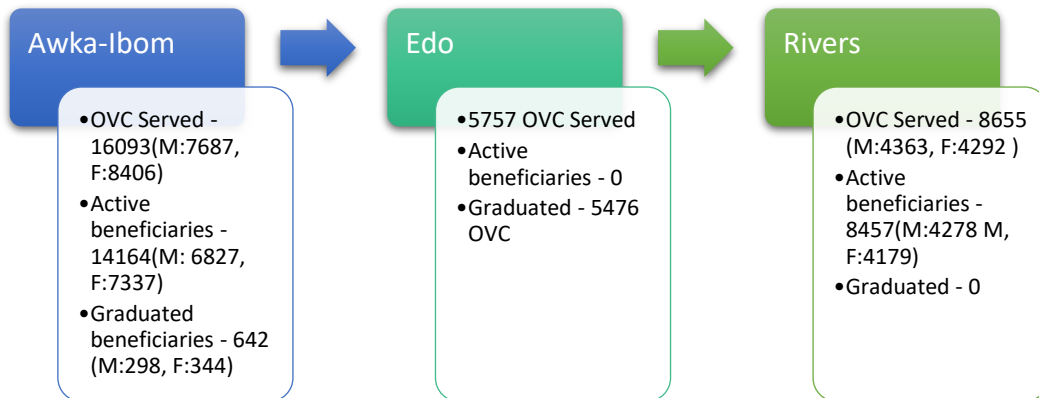 Awka-Ibom
•OVC Served -
16093(M:7687,
F:8406)
•Active
beneficiaries -
14164(M: 6827,
F:7337)
•Graduated
beneficiaries - 642
(M:298, F:344)
Edo
•5757 OVC Served
•Active
beneficiaries - 0
•Graduated - 5476
OVC
Rivers
•OVC Served - 8655
(M:4363, F:4292 )
•Active
beneficiaries -
8457(M:4278 M,
F:4179)
•Graduated - 0